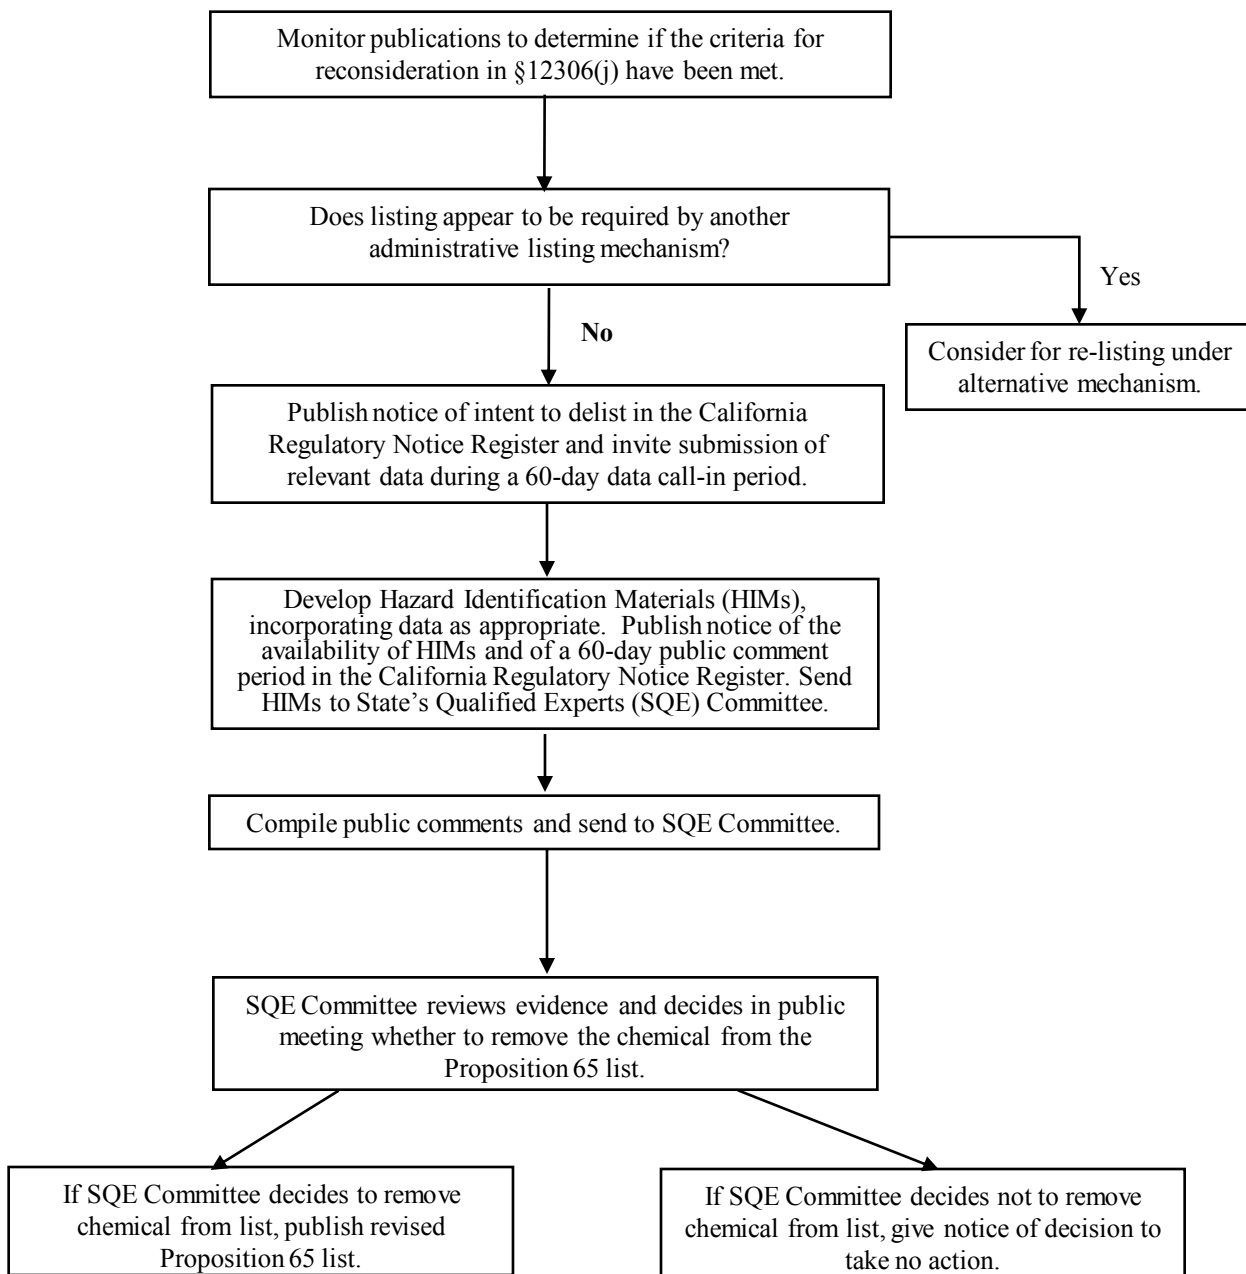 Monitor publications to determine if the criteria for
reconsideration in §12306(j) have been met.
Does listing appear to be required by another
administrative listing mechanism?
Yes
No
Consider for re-listing under
alternative mechanism.
Publish notice of intent to delist in the California
Regulatory Notice Register and invite submission of
relevant data during a 60-day data call-in period.
Develop Hazard Identification Materials (HIMs),
incorporating data as appropriate. Publish notice of the
availability of HIMs and of a 60-day public comment
period in the California Regulatory Notice Register. Send
HIMs to State’s Qualified Experts (SQE) Committee.
Compile public comments and send to SQE Committee.
SQE Committee reviews evidence and decides in public
meeting whether to remove the chemical from the
Proposition 65 list.
If SQE Committee decides to remove
chemical from list, publish revised
Proposition 65 list.
If SQE Committee decides not to remove
chemical from list, give notice of decision to
take no action.